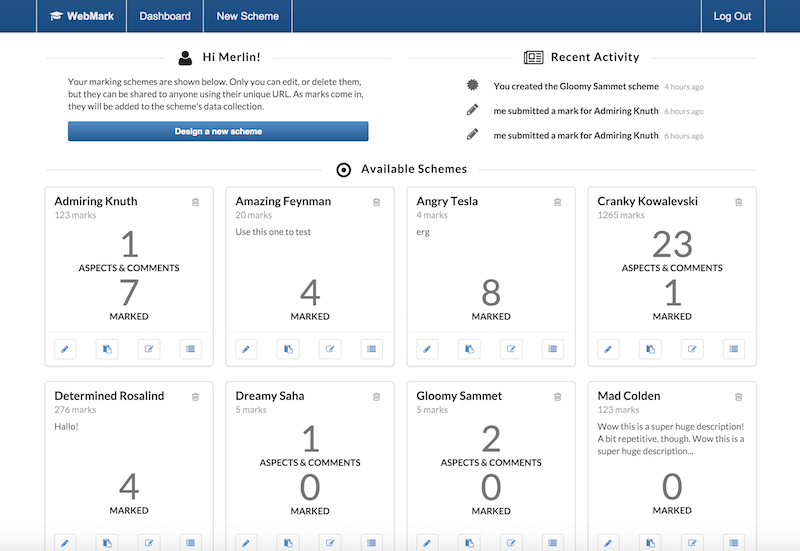 WebMark Dashboard New Scheme Log Out
Hi Merlin!
Your marking schemes are shown below. Only you can edit, or delete them,
but they can be shared to anyone using their unique URL. As marks come in,
they will be added to the scheme's data collection.
Design a new scheme
Recent Activity
You created the Gloomy Sammet scheme 4 hours ago
me submitted a mark for Admiring Knuth 6 hours ago
me submitted a mark for Admiring Knuth 6 hours ago
Available Schemes
Admiring Knuth
123 marks
1
ASPECTS & COMMENTS
7
MARKED
Amazing Feynman
20 marks
Use this one to test
4
MARKED
Angry Tesla
4 marks
erg
8
MARKED
Cranky Kowalevski
1265 marks
23
ASPECTS & COMMENTS
1
MARKED
Determined Rosalind
276 marks
Hallo!
4
MARKED
Dreamy Saha
5 marks
1
ASPECTS & COMMENTS
0
MARKED
Gloomy Sammet
5 marks
2
ASPECTS & COMMENTS
0
MARKED
Mad Colden
123 marks
Wow this is a super huge description!
A bit repetitive, though. Wow this is a
super huge description...
0
MARKED